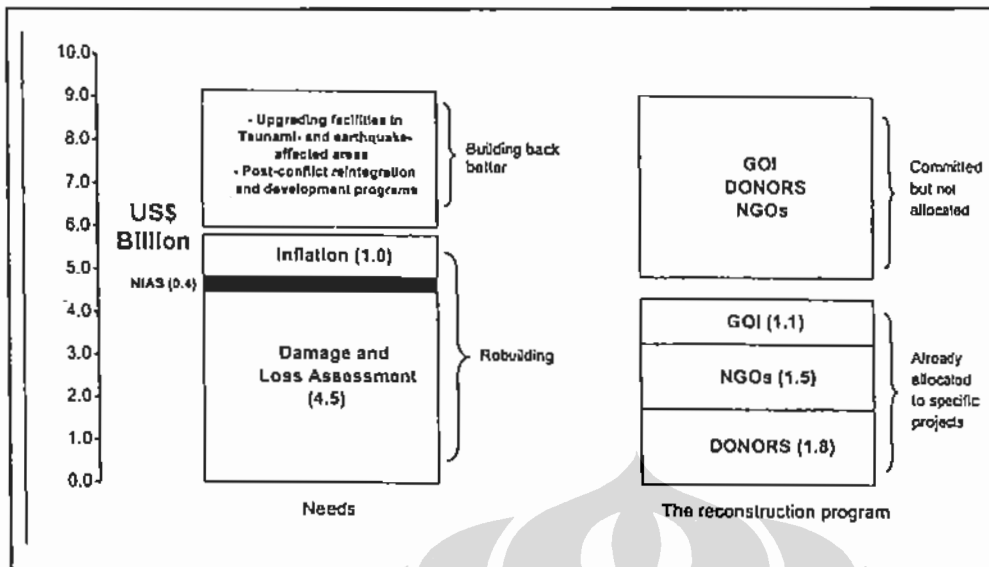 10.0
9.0
8.0
7.0
6.0
5.0
4.0
3.0
2.0
1.0
0.0
US$
Billion
NIAS (0.4)
- Upgrading facilities in
Tsunami- and earthquake-
affected areas
- Post-conflict reintegration
and development programs
Building back
better
Inflation (1.0)
Damage and
Loss Assessment
(4.5)
Rebuilding
Needs
GOI
DONORS
NGOs
Committed
but not
allocated
GOI (1.1)
NGOs (1.5)
DONORS (1.8)
Already
allocated
to specific
projects
The reconstruction program